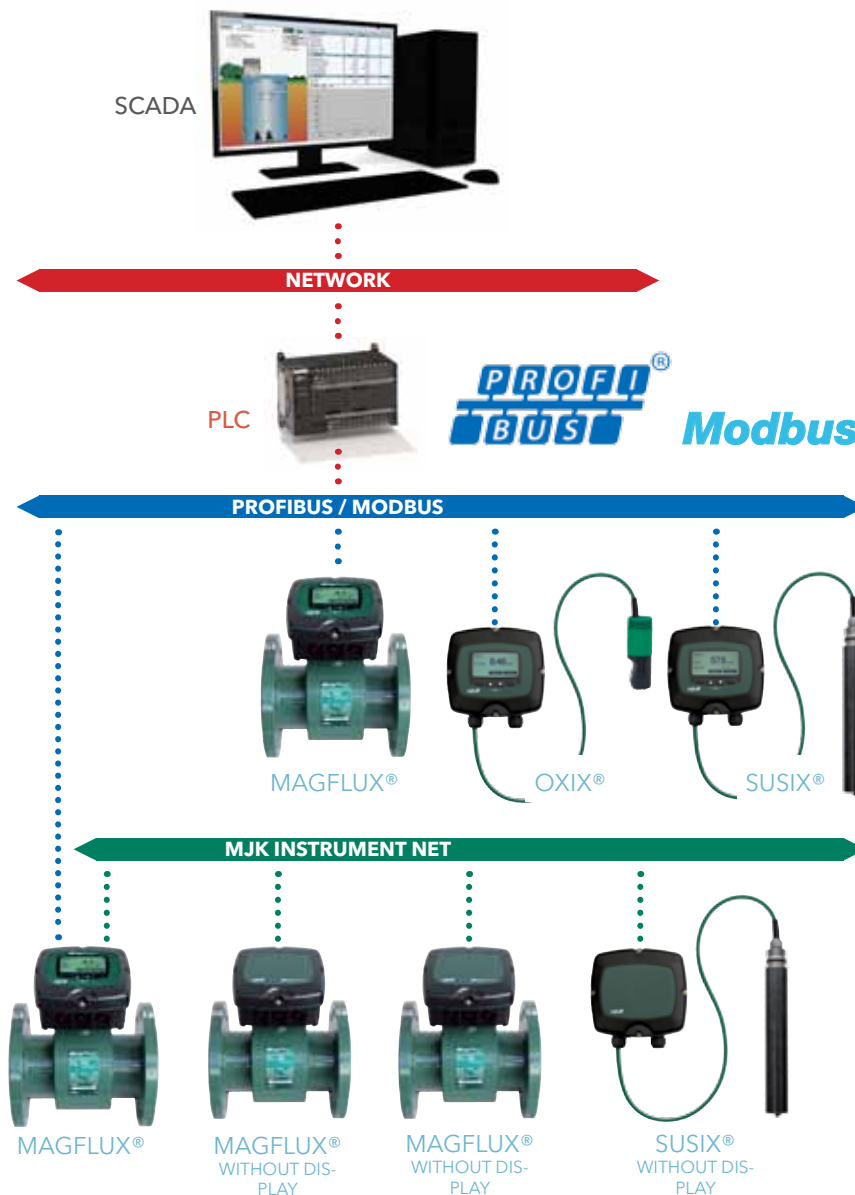 SCADA
NETWORK
PROFI
BUS
®
Modbus
PLC
PROFIBUS / MODBUS
MAGFLUX®
OXIX®
SUSIX®
MJK INSTRUMENT NET
MAGFLUX®
MAGFLUX®
WITHOUT DIS-
PLAY
MAGFLUX®
WITHOUT DIS-
PLAY
SUSIX®
WITHOUT DIS-
PLAY